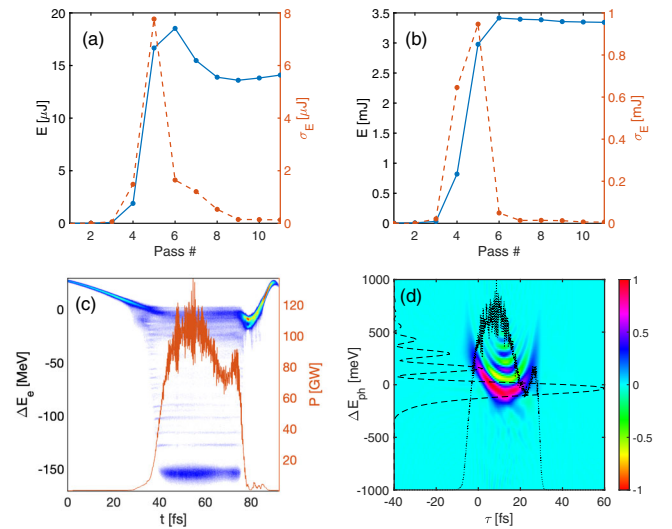 (a)
E [μJ]
20
15
10
5
0
8
6
4
2
0
σ_E [μJ]
2 4 6 8 10
Pass #
(b)
E [mJ]
3.5
3
2.5
2
1.5
1
0.5
0
1
0.8
0.6
0.4
0.2
0
σ_E [mJ]
2 4 6 8 10
Pass #
(c)
ΔE_e [MeV]
0
-50
-100
-150
120
100
80
60
40
20
P [GW]
0 20 40 60 80
t [fs]
(d)
ΔE_ph [meV]
1000
500
0
-500
-1000
1
0.5
0
-0.5
-1
-40 -20 0 20 40 60
τ [fs]